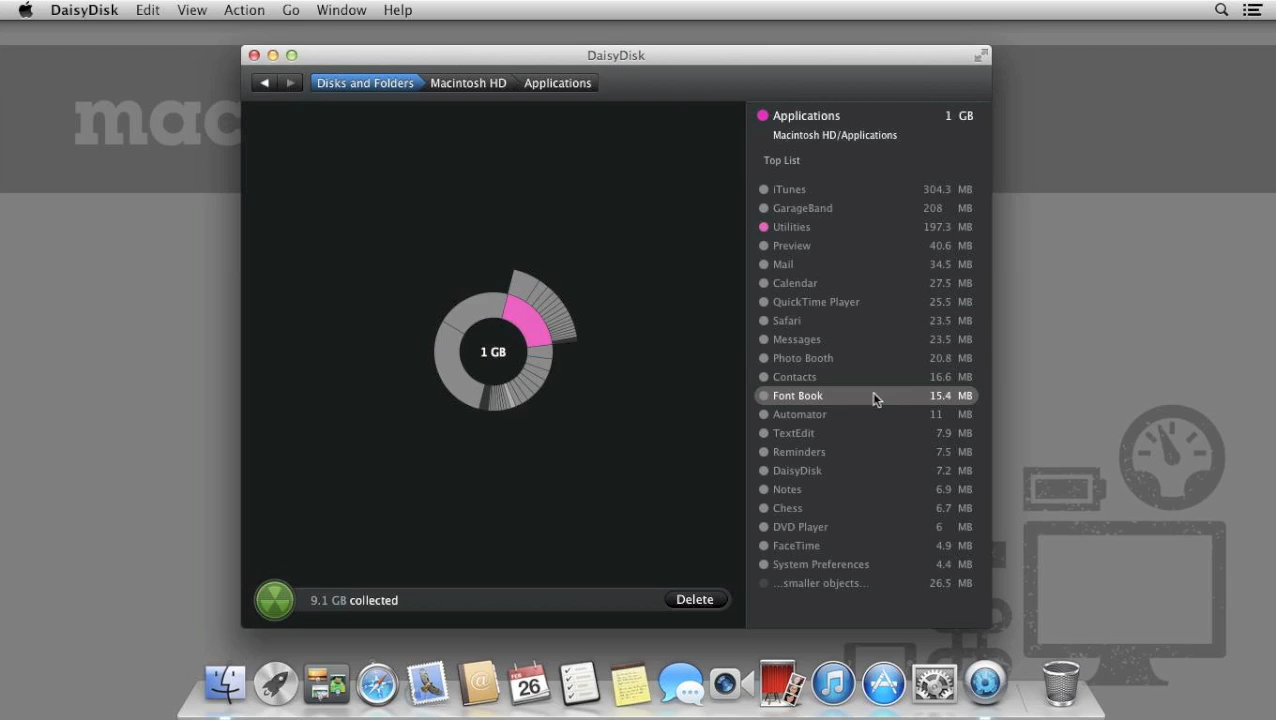 DaisyDisk Edit View Action Go Window Help
mac
DaisyDisk
Disks and Folders Macintosh HD Applications
Applications 1 GB
Macintosh HD/Applications
Top List
iTunes 304.3 MB
GarageBand 208 MB
Utilities 197.3 MB
Preview 40.6 MB
Mail 34.5 MB
Calendar 27.5 MB
QuickTime Player 25.5 MB
Safari 23.5 MB
Messages 23.5 MB
Photo Booth 20.8 MB
Contacts 16.6 MB
Font Book 15.4 MB
Automator 11 MB
TextEdit 7.9 MB
Reminders 7.5 MB
DaisyDisk 7.2 MB
Notes 6.9 MB
Chess 6.7 MB
DVD Player 6 MB
FaceTime 4.9 MB
System Preferences 4.4 MB
...smaller objects... 26.5 MB
1 GB
9.1 GB collected Delete
26